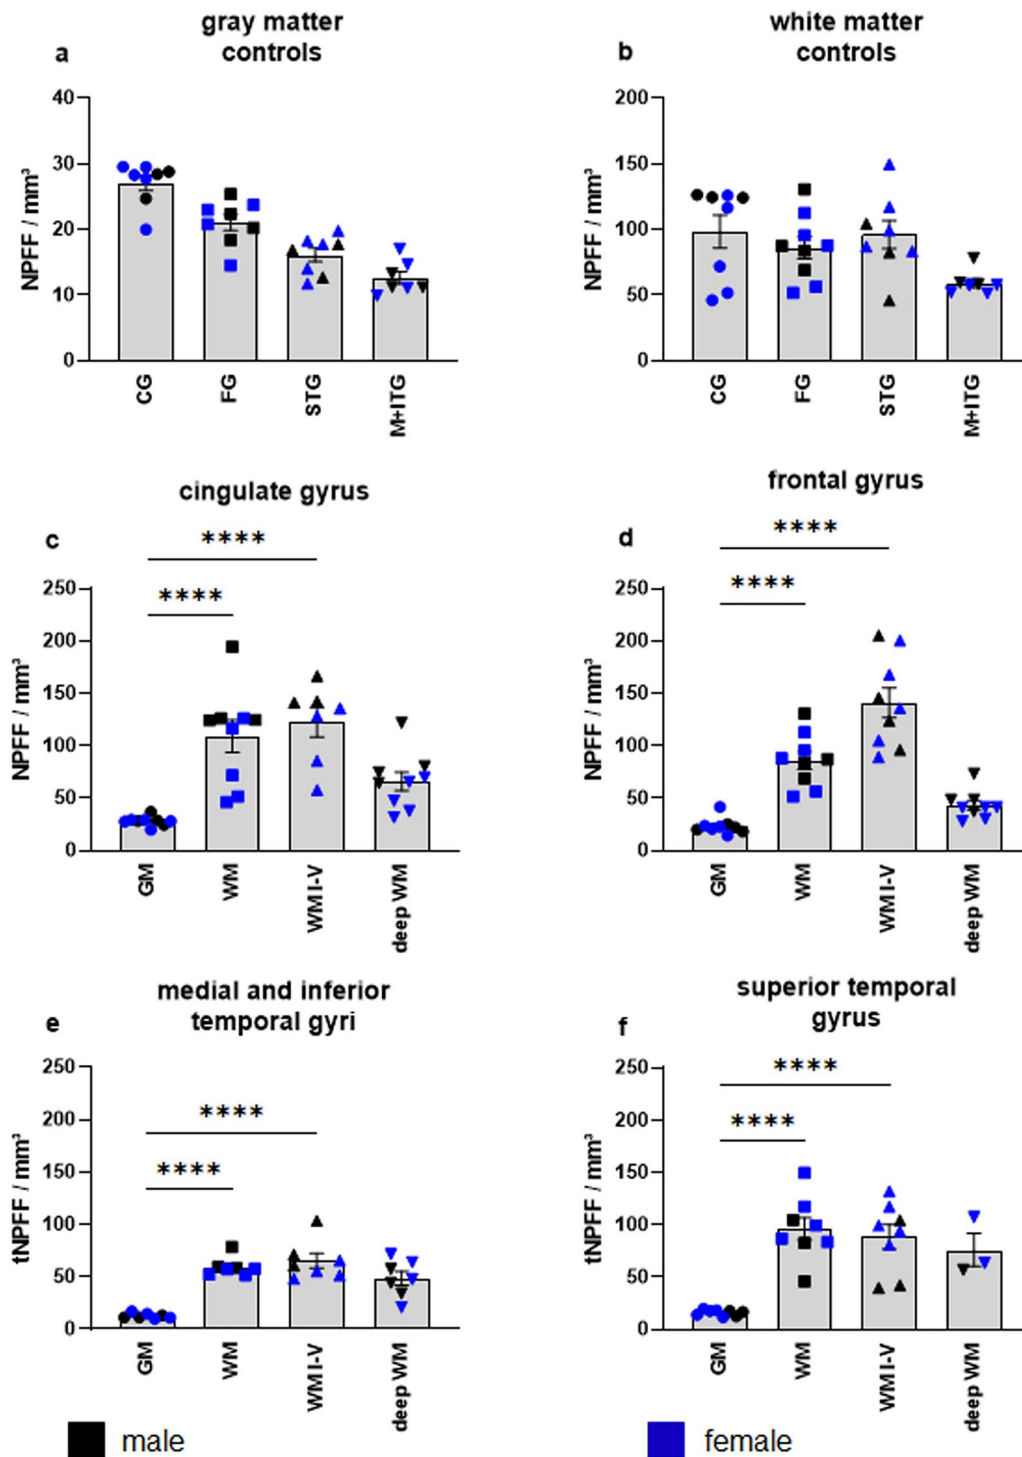 gray matter
controls
a
NPFF / mm³
40
30
20
10
0
CG
FG
STG
M+ITG
white matter
controls
b
NPFF / mm³
200
150
100
50
0
CG
FG
STG
M+ITG
cingulate gyrus
c
****
****
NPFF / mm³
250
200
150
100
50
0
GM
WM
WM I-V
deep WM
frontal gyrus
d
****
****
NPFF / mm³
250
200
150
100
50
0
GM
WM
WM I-V
deep WM
medial and inferior
temporal gyri
e
****
****
tNPFF / mm³
250
200
150
100
50
0
GM
WM
WM I-V
deep WM
superior temporal
gyrus
f
****
****
tNPFF / mm³
250
200
150
100
50
0
GM
WM
WM I-V
deep WM
male
female